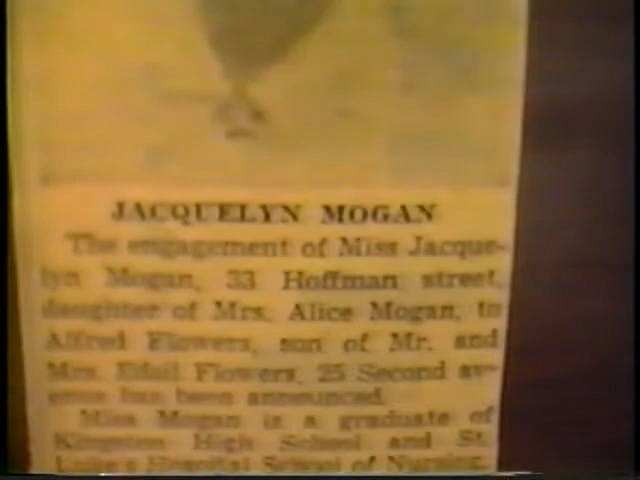 JACQUELYN MOGAN
The engagement of Miss Jacque-
lyn Mogan, 33 Hoffman street,
daughter of Mrs. Alice Mogan, to
Alfred Flowers, son of Mr. and
Mrs. Flowers, 25 Second av-
enue has been announced.
Miss Mogan is a graduate of
Kingston High School and St.
Luke's Hospital School of Nursing.